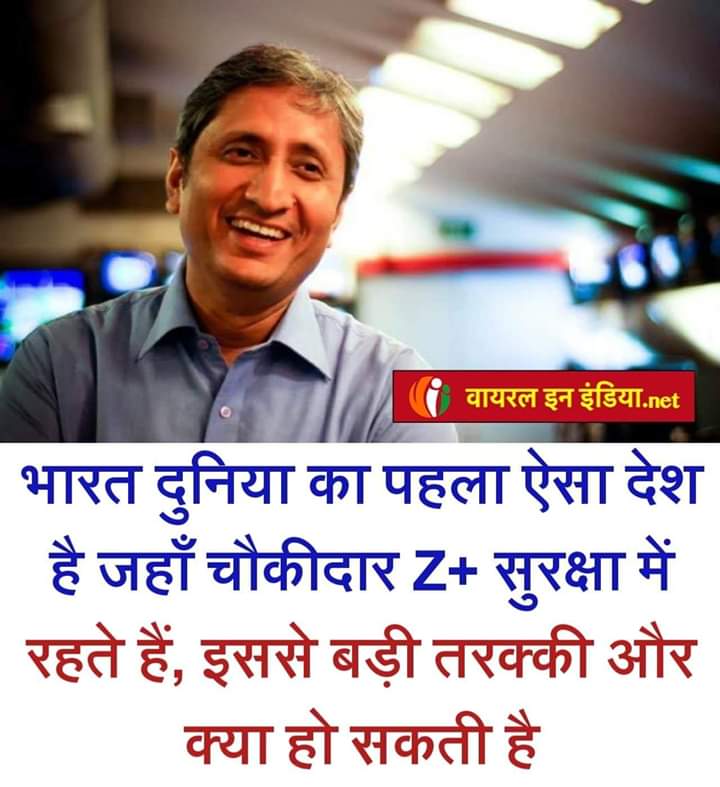 वायरल इन इंडिया.net
भारत दुनिया का पहला ऐसा देश
है जहाँ चौकीदार Z+ सुरक्षा में
रहते हैं, इससे बड़ी तरक्की और
क्या हो सकती है